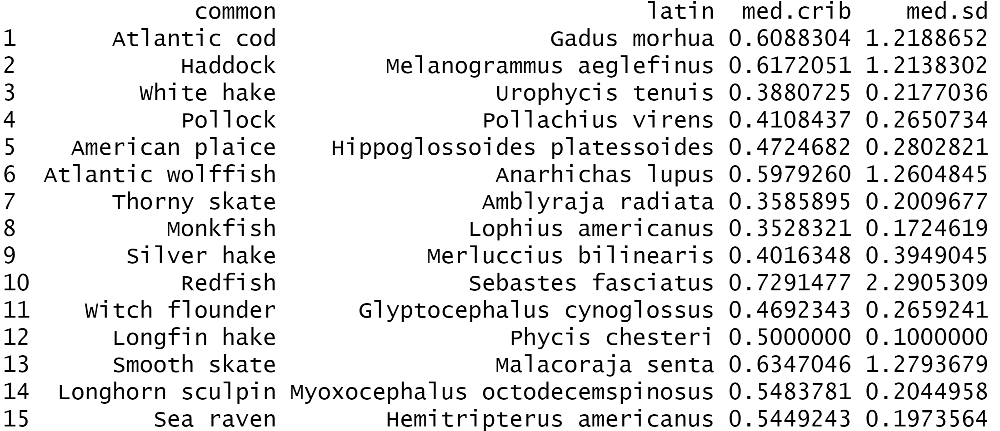 common latin med.crib med.sd
1 Atlantic cod Gadus morhua 0.6088304 1.2188652
2 Haddock Melanogrammus aeglefinus 0.6172051 1.2138302
3 White hake Urophycis tenuis 0.3880725 0.2177036
4 Pollock Pollachius virens 0.4108437 0.2650734
5 American plaice Hippoglossoides platessoides 0.4724682 0.2802821
6 Atlantic wolffish Anarhichas lupus 0.5979260 1.2604845
7 Thorny skate Amblyraja radiata 0.3585895 0.2009677
8 Monkfish Lophius americanus 0.3528321 0.1724619
9 Silver hake Merluccius bilinearis 0.4016348 0.3949045
10 Redfish Sebastes fasciatus 0.7291477 2.2905309
11 Witch flounder Glyptocephalus cynoglossus 0.4692343 0.2659241
12 Longfin hake Phycis chesteri 0.5000000 0.1000000
13 Smooth skate Malacoraja senta 0.6347046 1.2793679
14 Longhorn sculpin Myoxocephalus octodecemspinosus 0.5483781 0.2044958
15 Sea raven Hemitripterus americanus 0.5449243 0.1973564